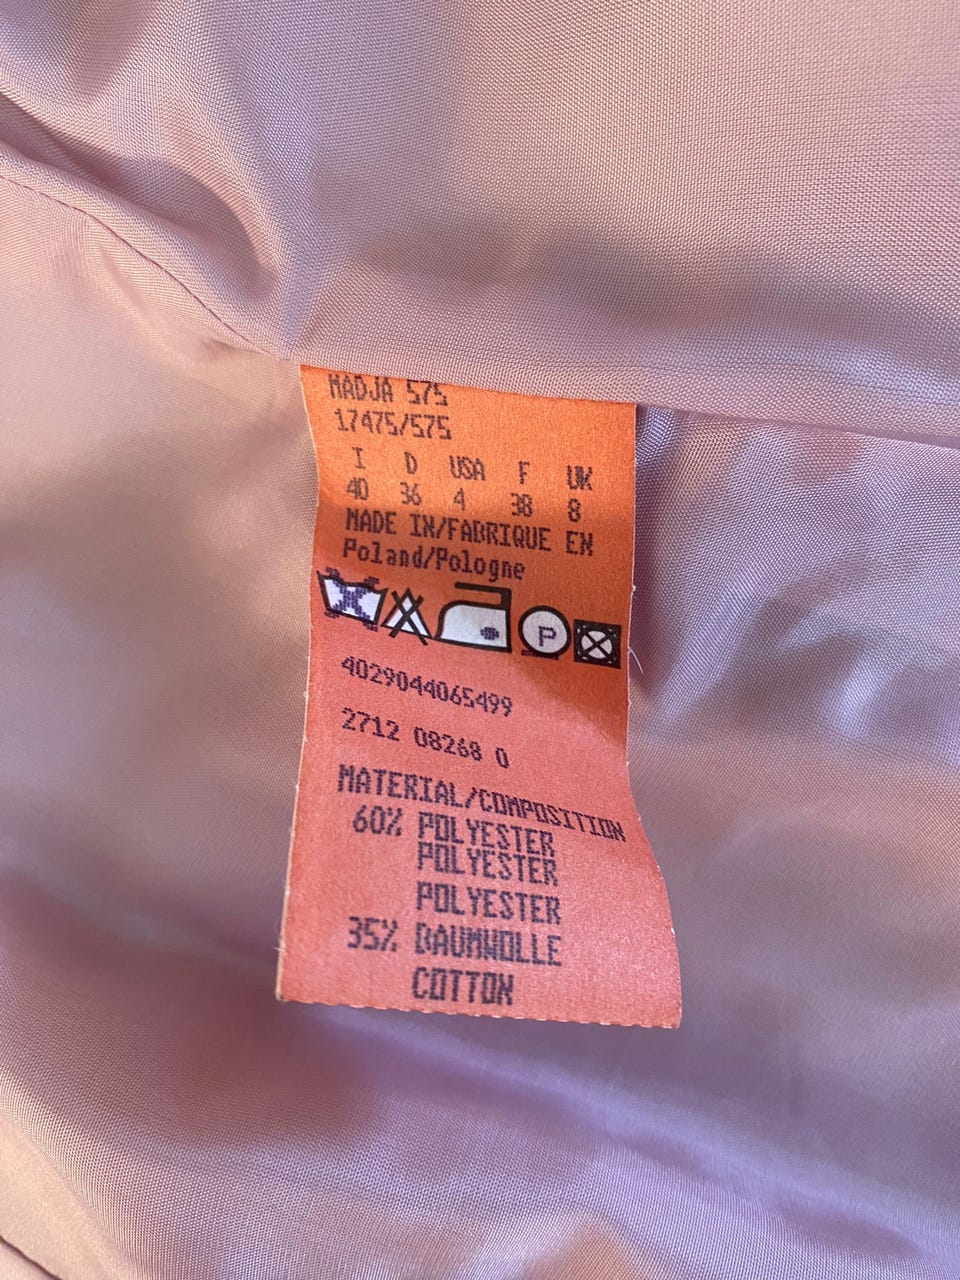 MADJA 575
17475/575
I D USA F UK
40 36 4 38 8
MADE IN/FABRIQUE EN
Poland/Pologne
P
4029044065499
2712 08268 0
MATERIAL/COMPOSITION
60% POLYESTER
POLYESTER
POLYESTER
35% BAUMWOLLE
COTTON